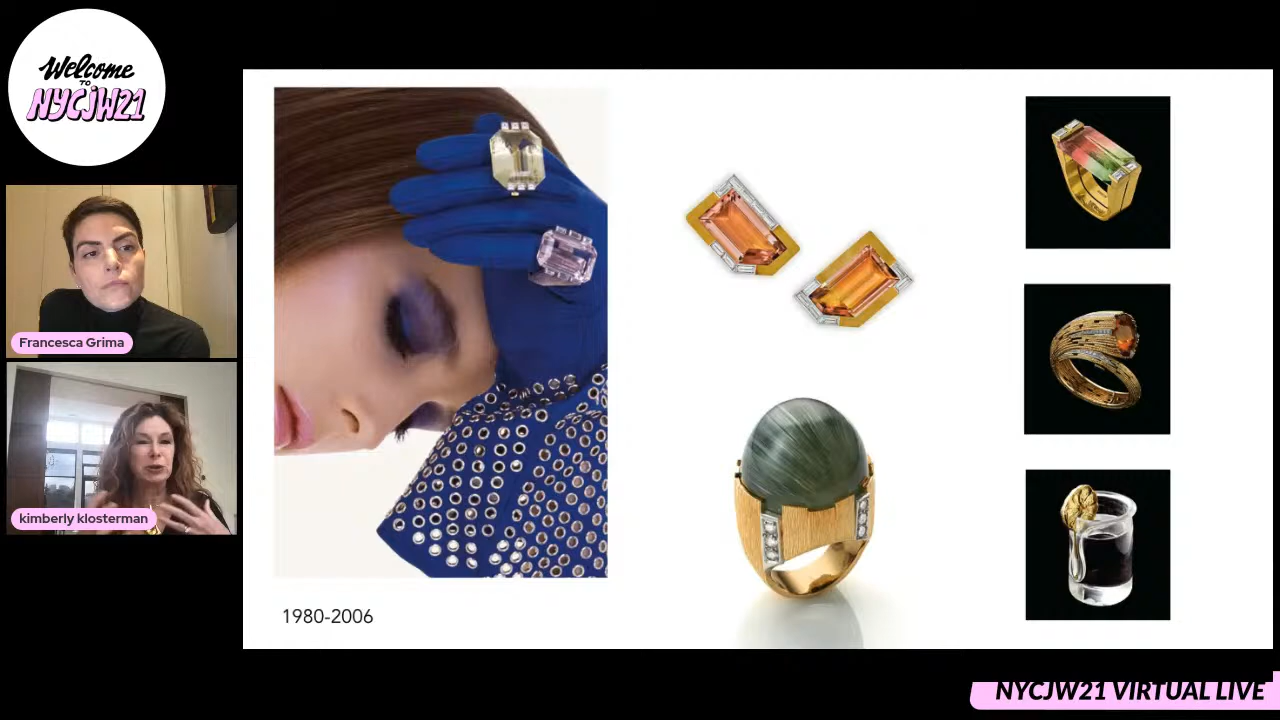 Welcome
TO
NYCJW21
Francesca Grima
kimberly klosterman
1980-2006
NYCJW21 VIRTUAL LIVE